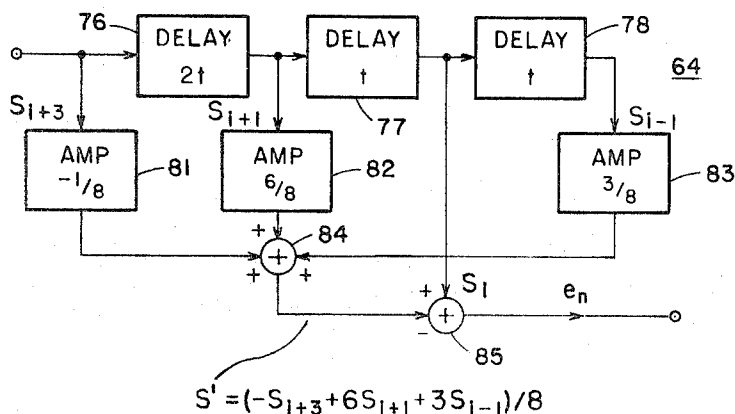 76
DELAY
2t
DELAY
t
77
DELAY
t
78
64
S_{i+3}
S_{i+1}
S_{i-1}
AMP
-1/8
81
AMP
6/8
82
AMP
3/8
83
+
+
+
+
84
S_i
+
+
-
85
e_n
S' = (-S_{i+3}+6S_{i+1}+3S_{i-1})/8